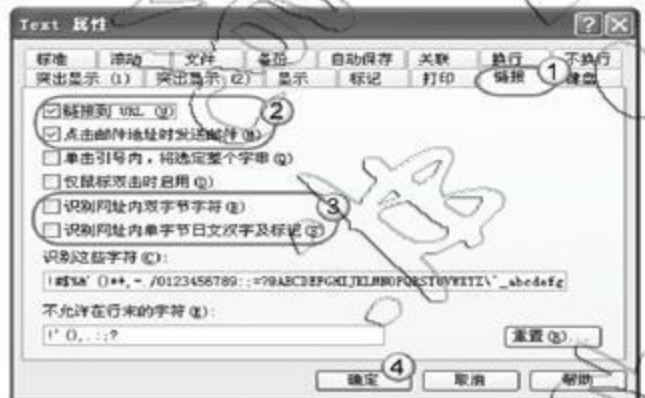 Text 属性
标准 滚动 文件 备份 自动保存 关联 换行 不换行
突出显示 (1) 突出显示 (2) 显示 标记 打印 链接 ① 键盘
链接到 URL (U) ②
点击邮件地址时发送邮件(M)
单击引号内，将选定整个字串(Q)
仅鼠标双击时启用(D)
识别网址内双字节字符(E) ③
识别网址内单字节日文汉字及标记(S)
识别这些字符(C):
不允许在行末的字符(E):
!'(),.:;?
重置(R)...
④
确定 取消 帮助